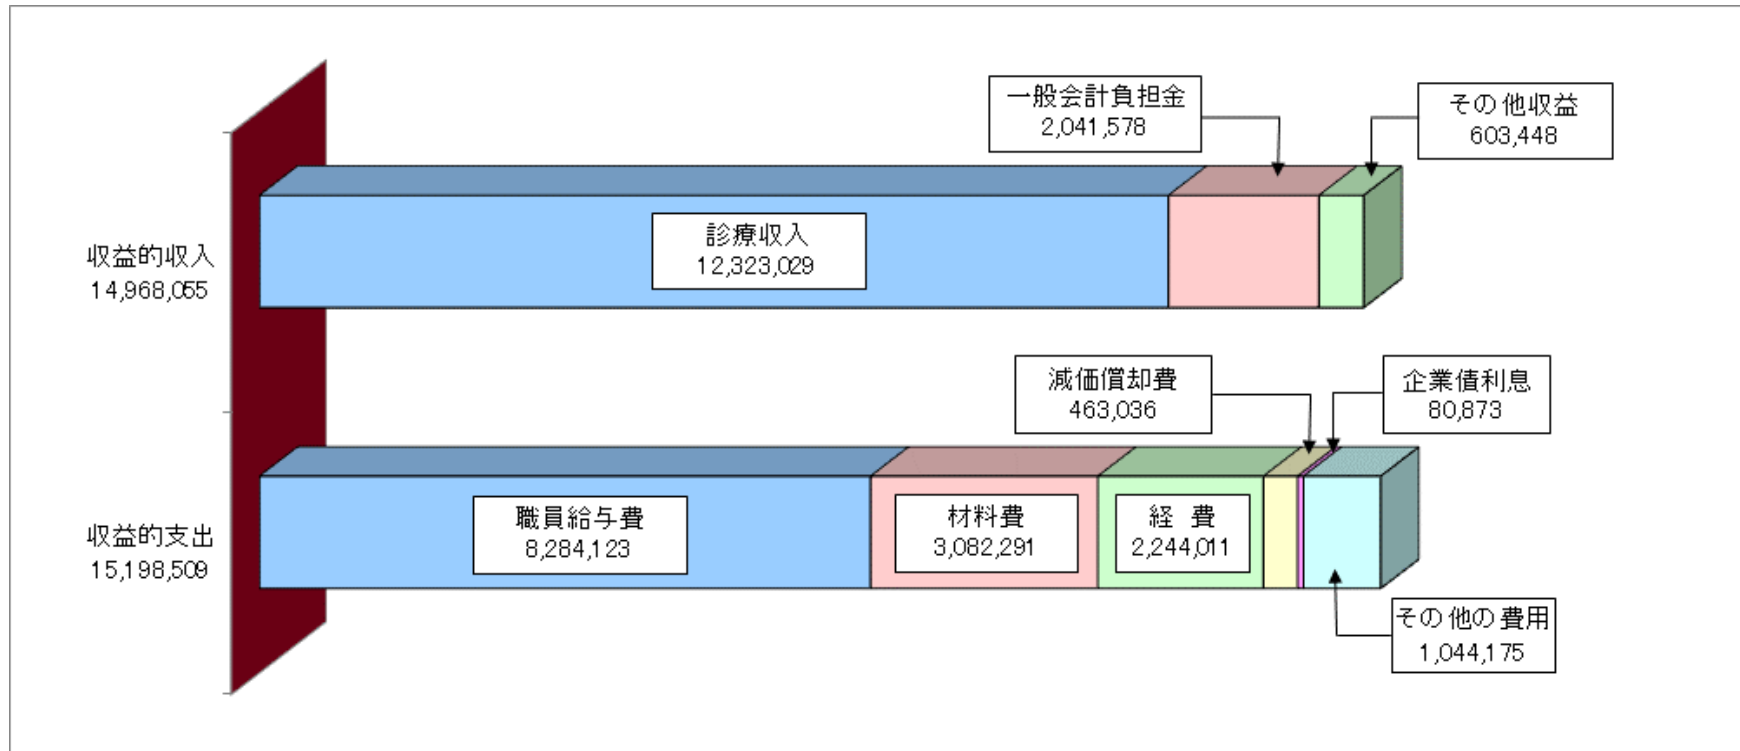 一般会計負担金
2,041,578
その他収益
603,448
診療収入
12,323,029
収益的収入
14,968,055
減価償却費
463,036
企業債利息
80,873
職員給与費
8,284,123
材料費
3,082,291
経 費
2,244,011
収益的支出
15,198,509
その他の費用
1,044,175